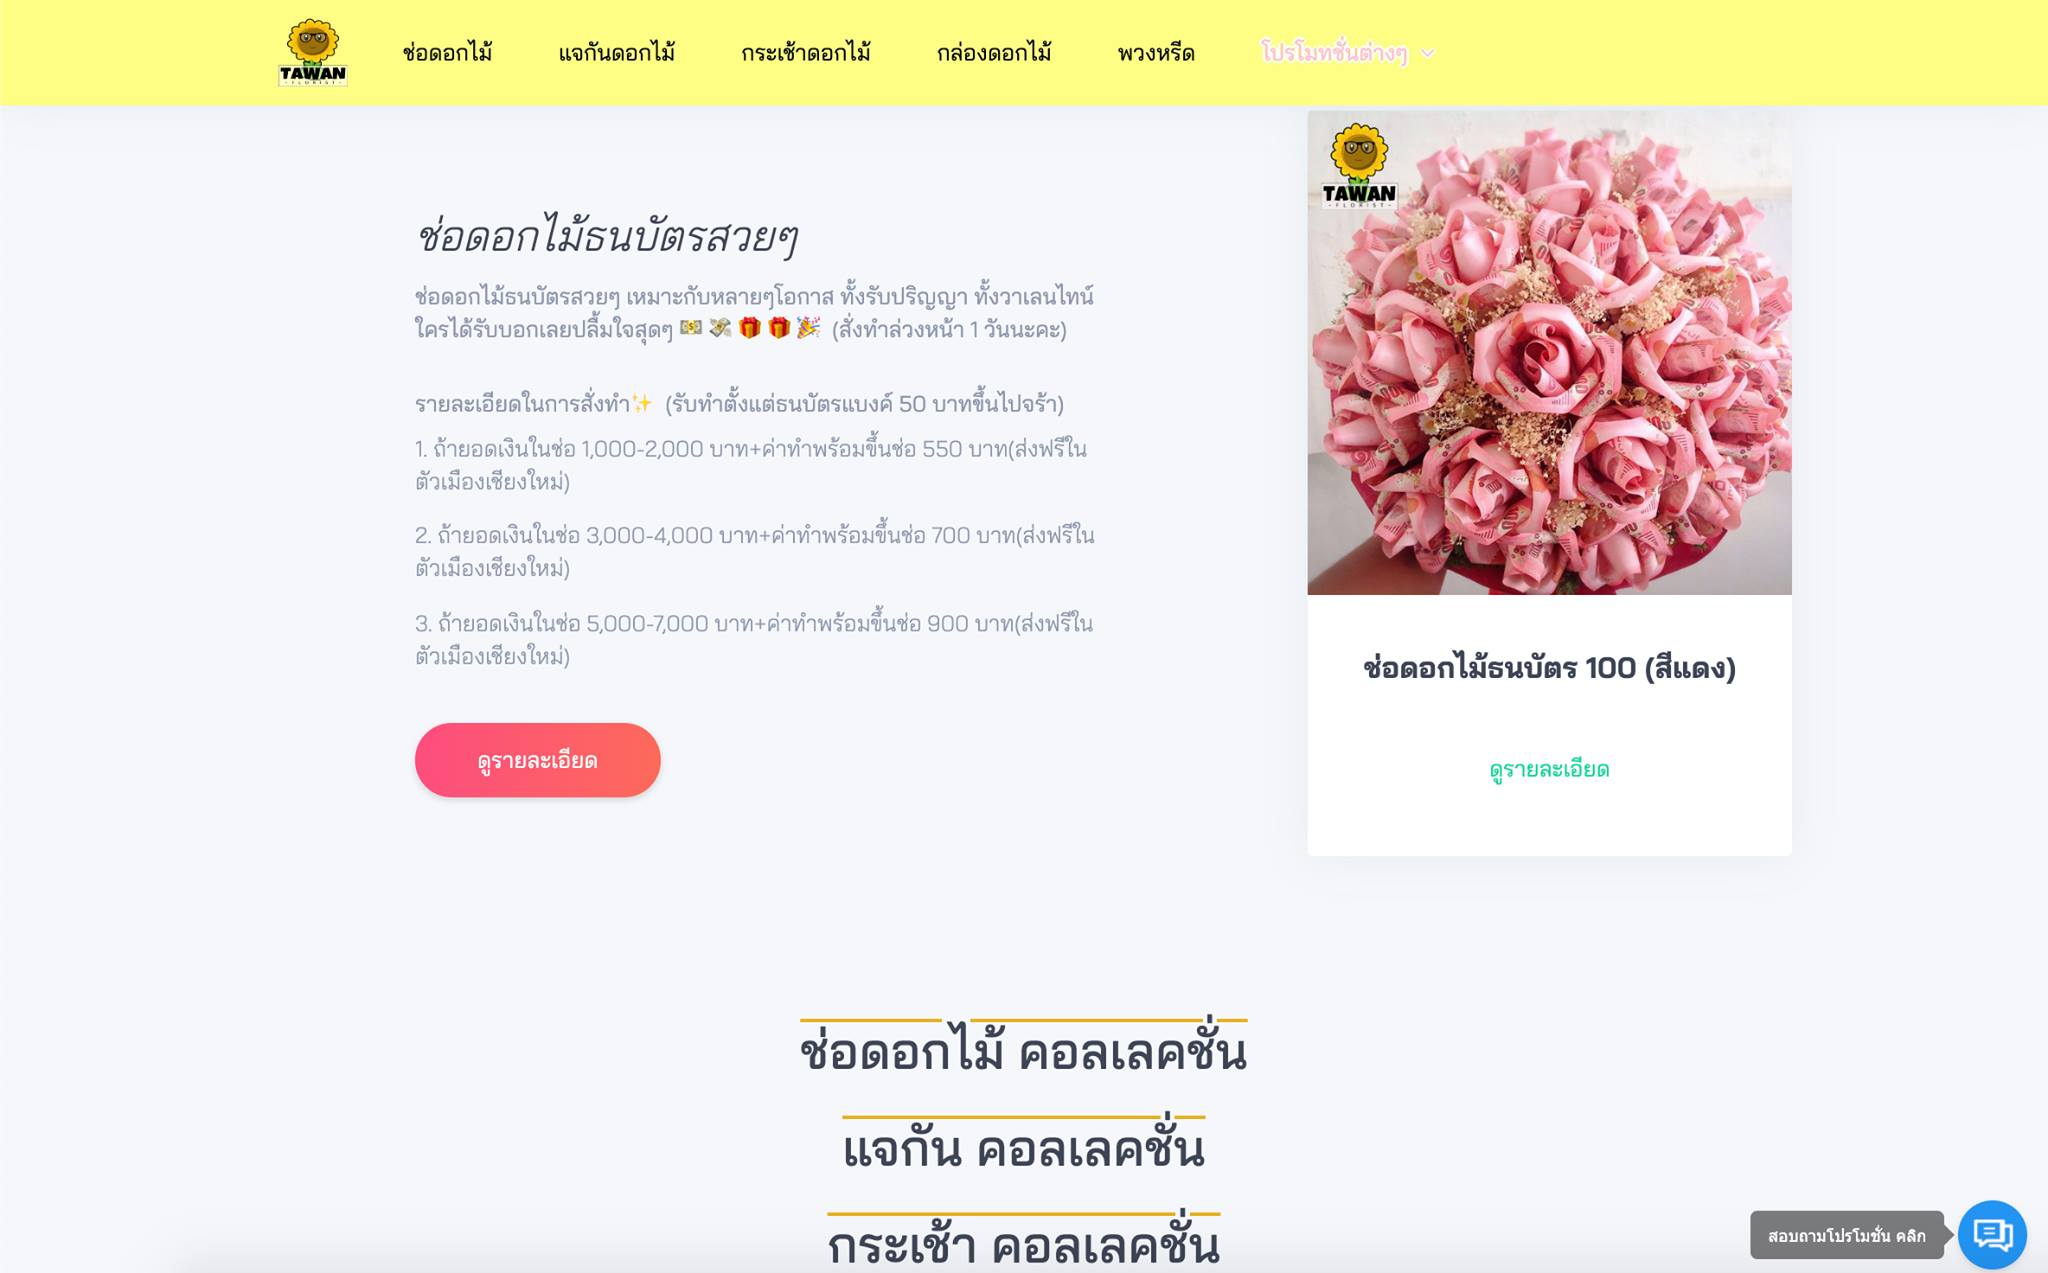 TAWAN
- FLORIST -
ช่อดอกไม้
แจกันดอกไม้
กระเช้าดอกไม้
กล่องดอกไม้
พวงหรีด
โปรโมทชั่นต่างๆ
ช่อดอกไม้ธนบัตรสวยๆ
ช่อดอกไม้ธนบัตรสวยๆ เหมาะกับหลายๆโอกาส ทั้งรับปริญญา ทั้งวาเลนไทน์
ใครได้รับบอกเลยปลื้มใจสุดๆ 💵 💸 🎁 🎁 🎉 (สั่งทำล่วงหน้า 1 วันนะคะ)
รายละเอียดในการสั่งทำ✨ (รับทำตั้งแต่ธนบัตรแบงค์ 50 บาทขึ้นไปจร้า)
1. ถ้ายอดเงินในช่อ 1,000-2,000 บาท+ค่าทำพร้อมขึ้นช่อ 550 บาท(ส่งฟรีใน
ตัวเมืองเชียงใหม่)
2. ถ้ายอดเงินในช่อ 3,000-4,000 บาท+ค่าทำพร้อมขึ้นช่อ 700 บาท(ส่งฟรีใน
ตัวเมืองเชียงใหม่)
3. ถ้ายอดเงินในช่อ 5,000-7,000 บาท+ค่าทำพร้อมขึ้นช่อ 900 บาท(ส่งฟรีใน
ตัวเมืองเชียงใหม่)
ดูรายละเอียด
TAWAN
- FLORIST -
ช่อดอกไม้ธนบัตร 100 (สีแดง)
ดูรายละเอียด
ช่อดอกไม้ คอลเลคชั่น
แจกัน คอลเลคชั่น
กระเช้า คอลเลคชั่น
สอบถามโปรโมชั่น คลิก